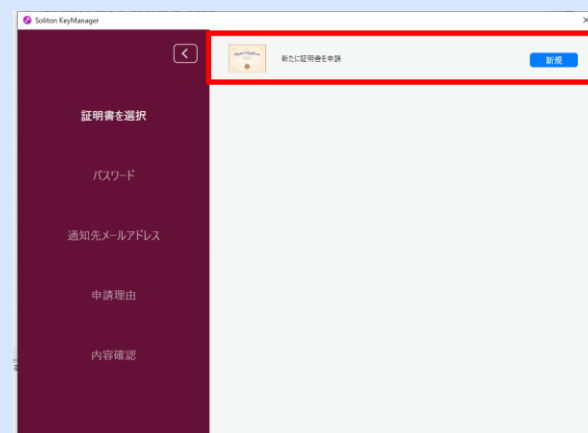 Soliton KeyManager
新たに証明書を申請
新規
証明書を選択
パスワード
通知先メールアドレス
申請理由
内容確認